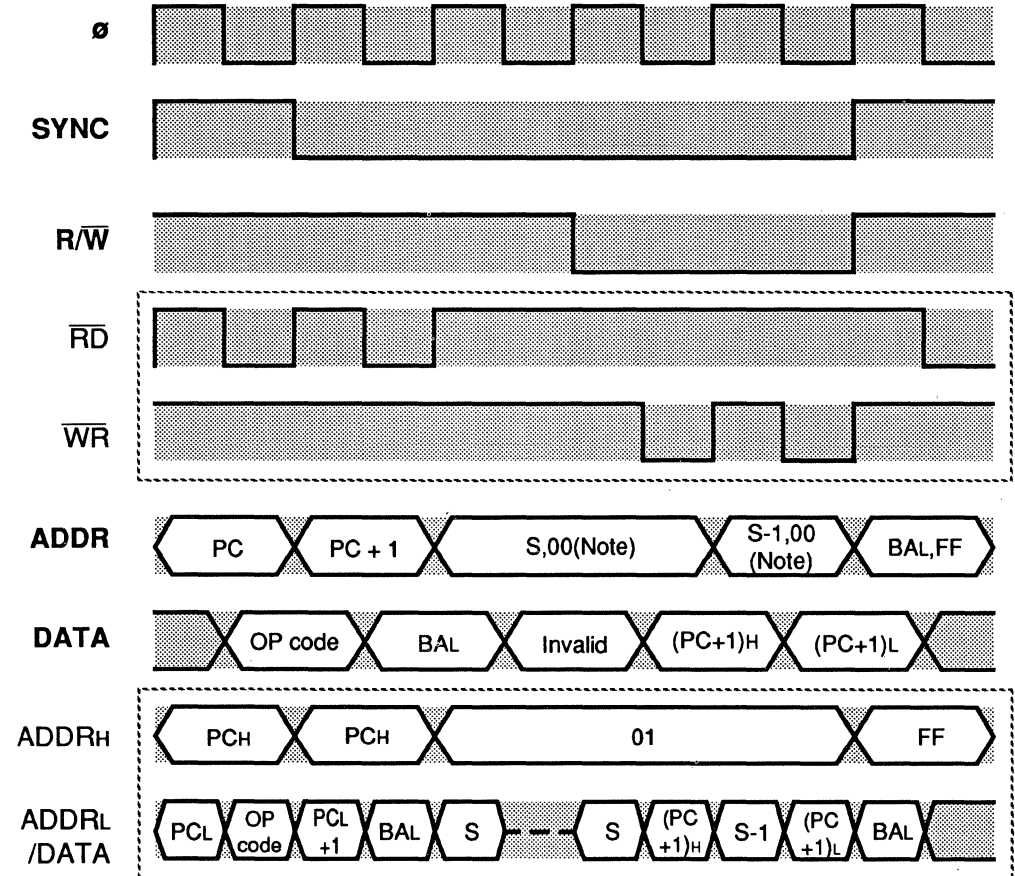 ø
SYNC
R/W̅
R̅D̅
W̅R̅
ADDR
PC
PC + 1
S,00(Note)
S-1,00
(Note)
BAL,FF
DATA
OP code
BAL
Invalid
(PC+1)H
(PC+1)L
ADDRH
PCH
PCH
01
FF
ADDRL
/DATA
PCL
OP
code
PCL
+1
BAL
S
S
(PC
+1)H
S-1
(PC
+1)L
BAL